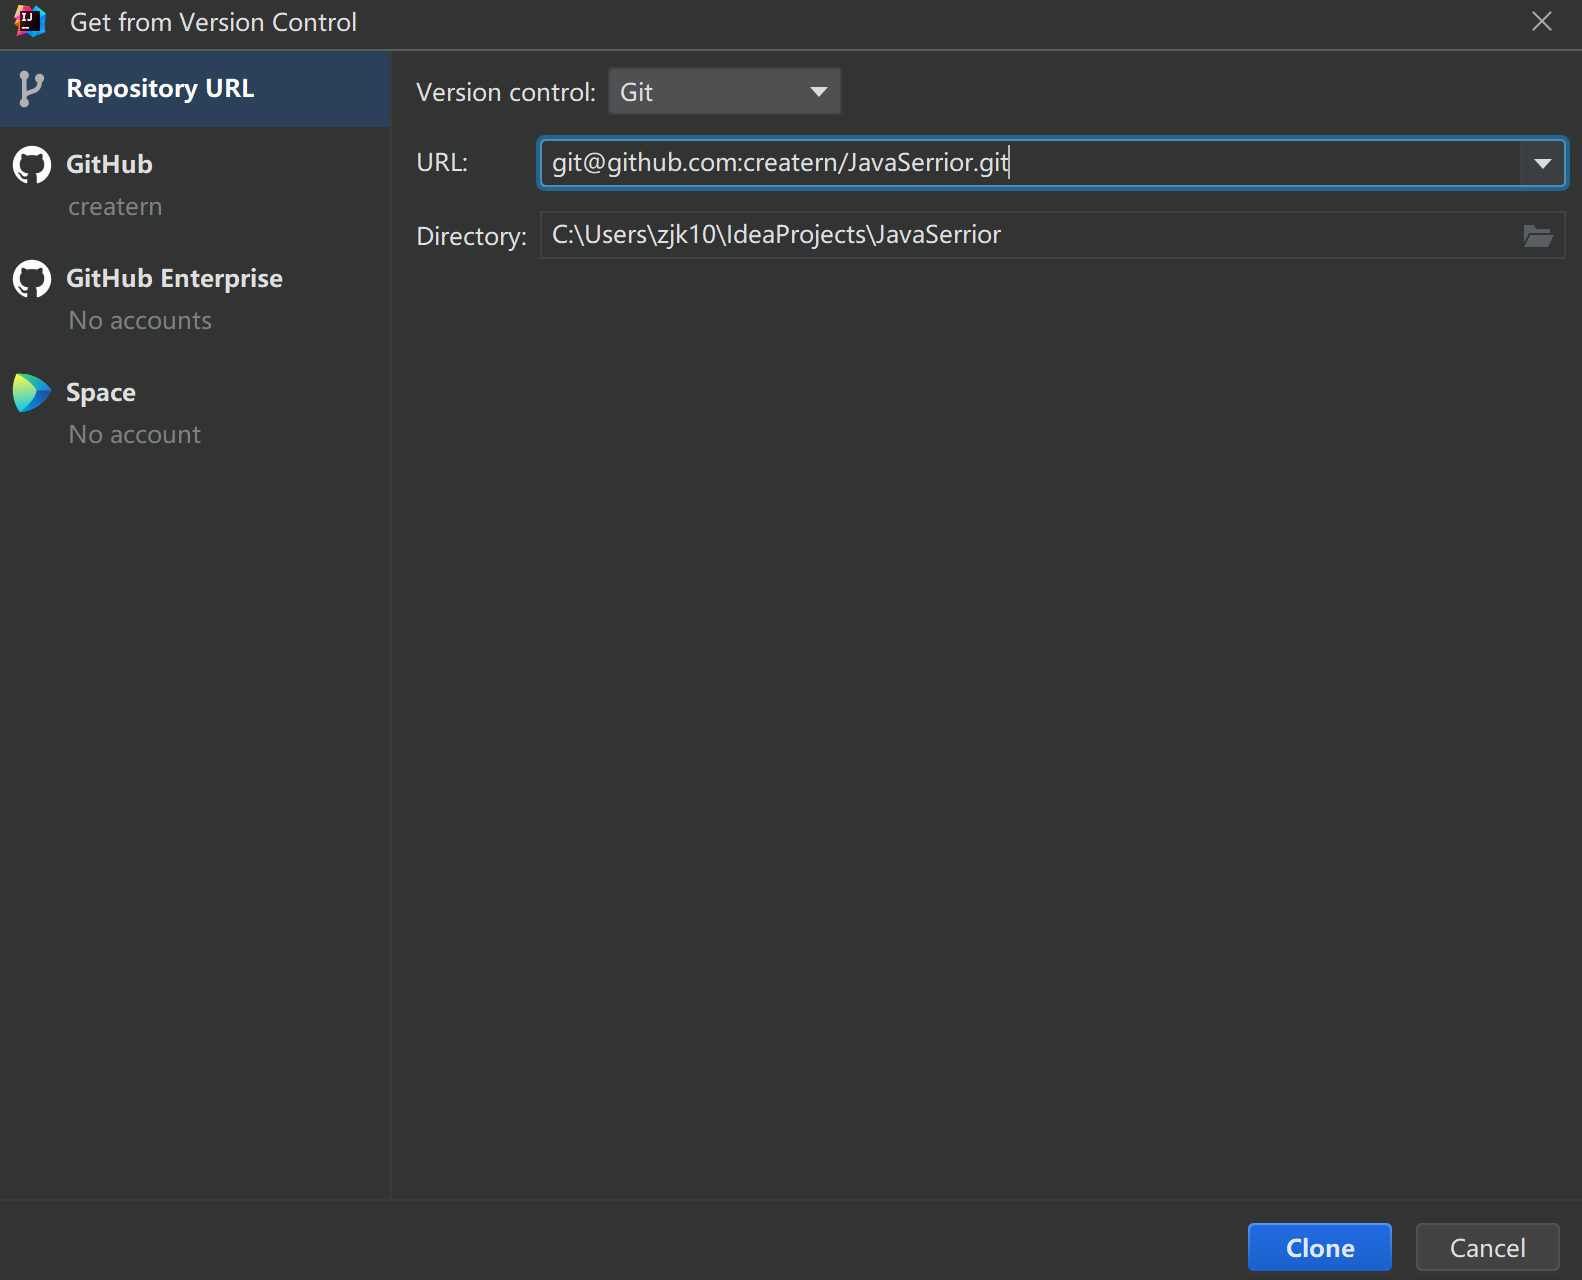 IJ
Get from Version Control
Repository URL
GitHub
creatern
GitHub Enterprise
No accounts
Space
No account
Version control: Git
URL: git@github.com:creatern/JavaSerrior.git
Directory: C:\Users\zjk10\IdeaProjects\JavaSerrior
Clone Cancel